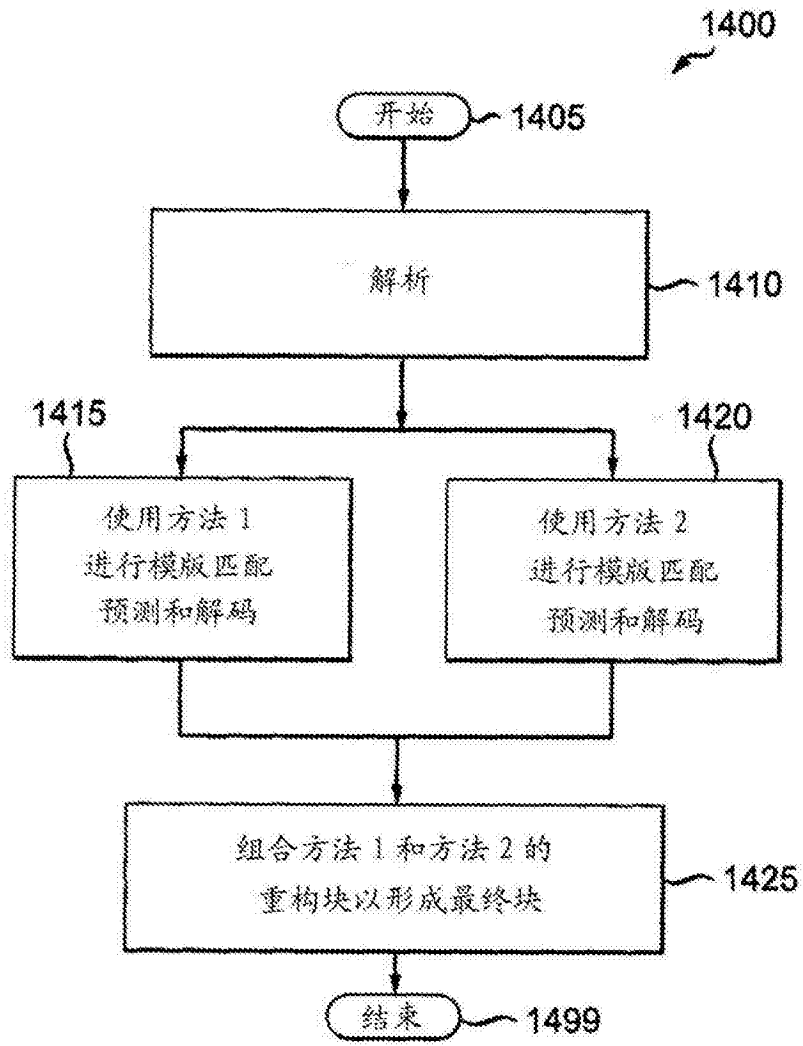 1400
开始
1405
解析
1410
1415
1420
使用方法 1
进行模版匹配
预测和解码
使用方法 2
进行模版匹配
预测和解码
组合方法 1 和方法 2 的
重构块以形成最终块
1425
结束
1499